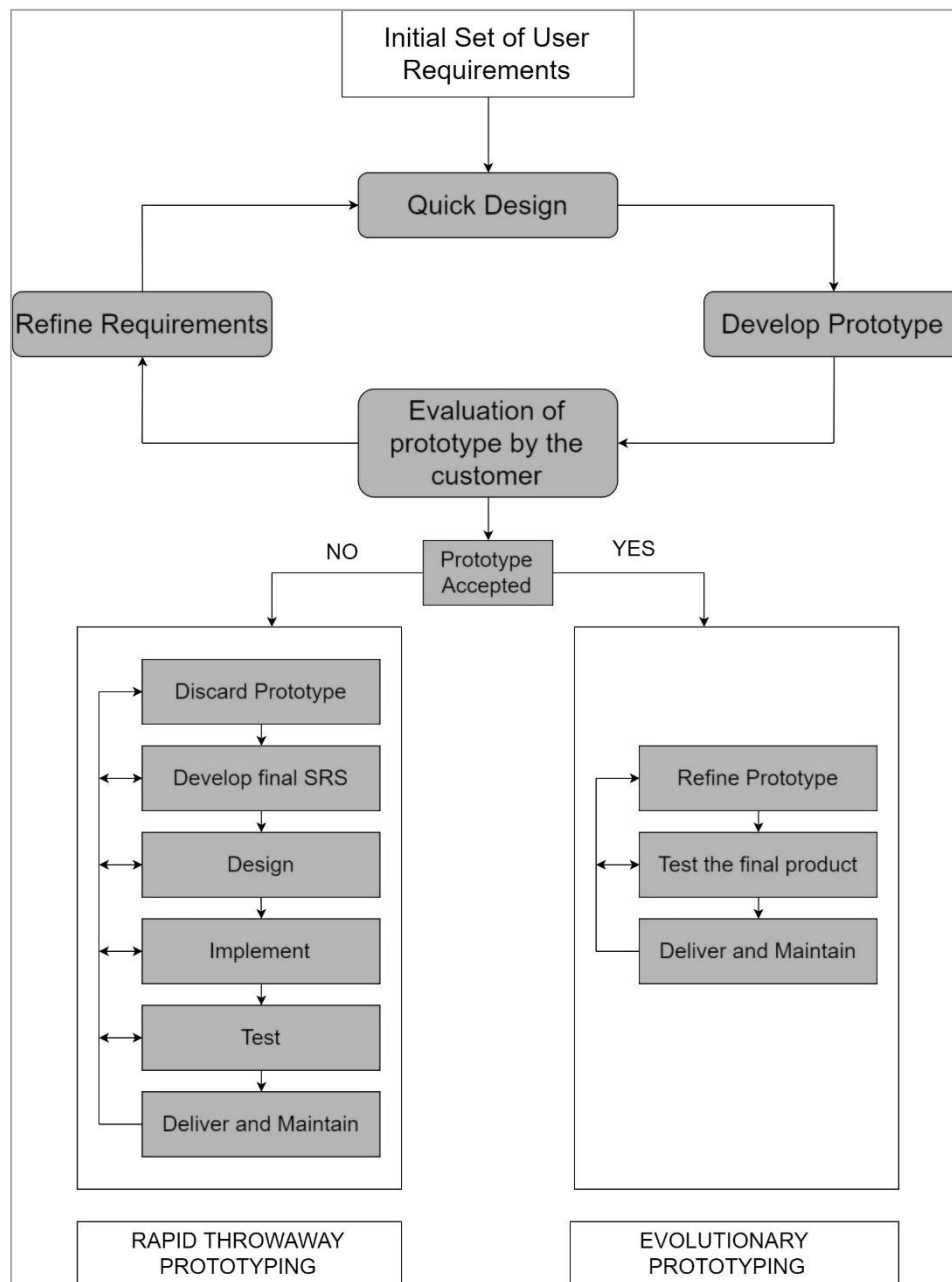 Initial Set of User
Requirements
Quick Design
Refine Requirements
Develop Prototype
Evaluation of
prototype by the
customer
NO
YES
Prototype
Accepted
Discard Prototype
Develop final SRS
Design
Implement
Test
Deliver and Maintain
Refine Prototype
Test the final product
Deliver and Maintain
RAPID THROWAWAY
PROTOTYPING
EVOLUTIONARY
PROTOTYPING